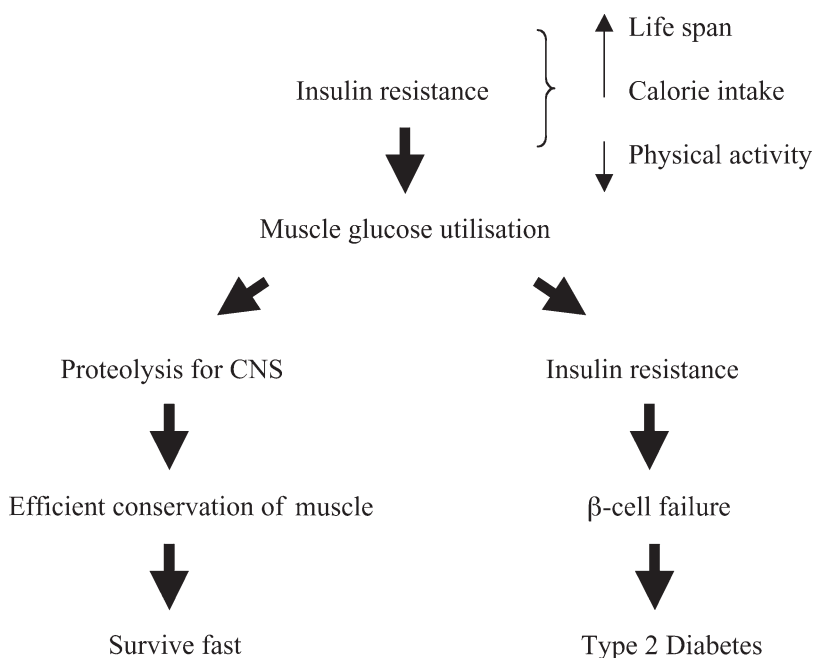 Life span
Insulin resistance
Calorie intake
Physical activity
Muscle glucose utilisation
Proteolysis for CNS
Insulin resistance
Efficient conservation of muscle
β-cell failure
Survive fast
Type 2 Diabetes